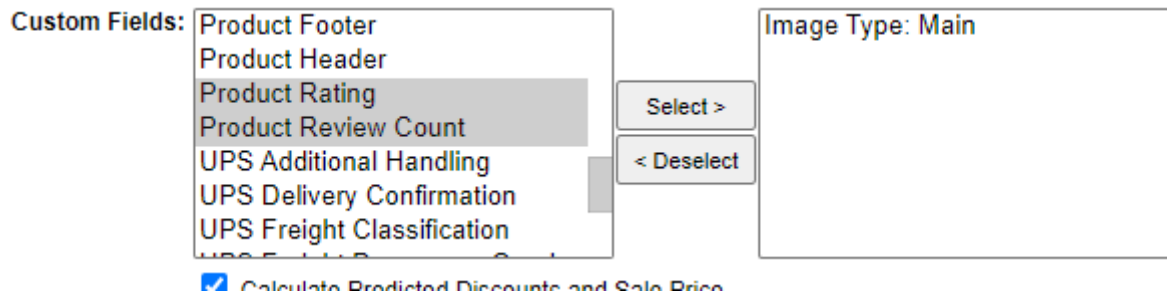 Custom Fields:
Product Footer
Product Header
Product Rating
Product Review Count
UPS Additional Handling
UPS Delivery Confirmation
UPS Freight Classification
Select >
< Deselect
Image Type: Main
Calculate Predicted Discounts and Sale Price